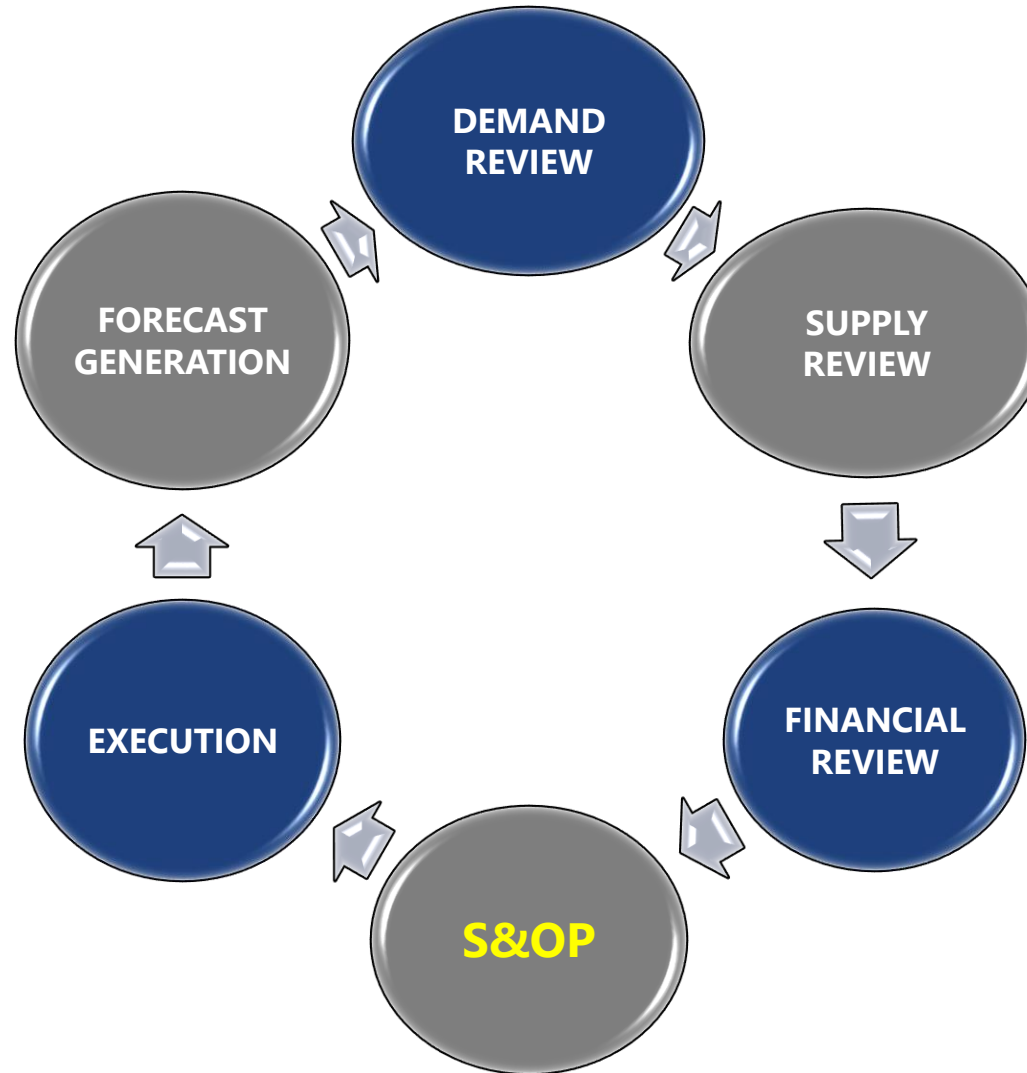 DEMAND
REVIEW
SUPPLY
REVIEW
FINANCIAL
REVIEW
S&OP
EXECUTION
FORECAST
GENERATION